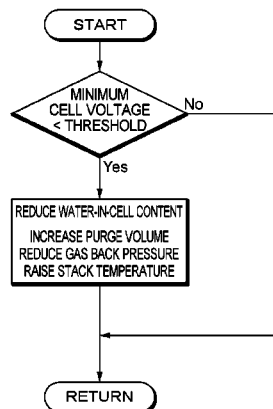 START
MINIMUM
CELL VOLTAGE
< THRESHOLD
No
Yes
REDUCE WATER-IN-CELL CONTENT
INCREASE PURGE VOLUME
REDUCE GAS BACK PRESSURE
RAISE STACK TEMPERATURE
RETURN